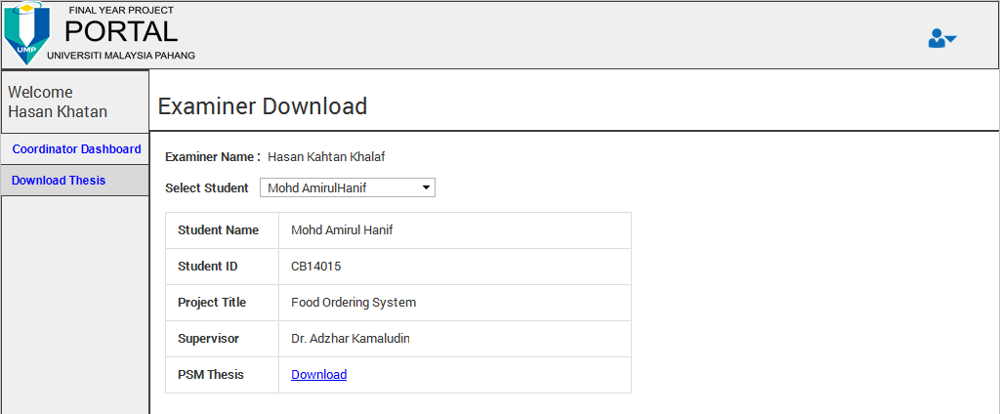 FINAL YEAR PROJECT
PORTAL
UNIVERSITI MALAYSIA PAHANG
UMP
Welcome
Hasan Khatan
Coordinator Dashboard
Download Thesis
Examiner Download
Examiner Name : Hasan Kahtan Khalaf
Select Student Mohd AmirulHanif
Student Name Mohd Amirul Hanif
Student ID CB14015
Project Title Food Ordering System
Supervisor Dr. Adzhar Kamaludin
PSM Thesis Download